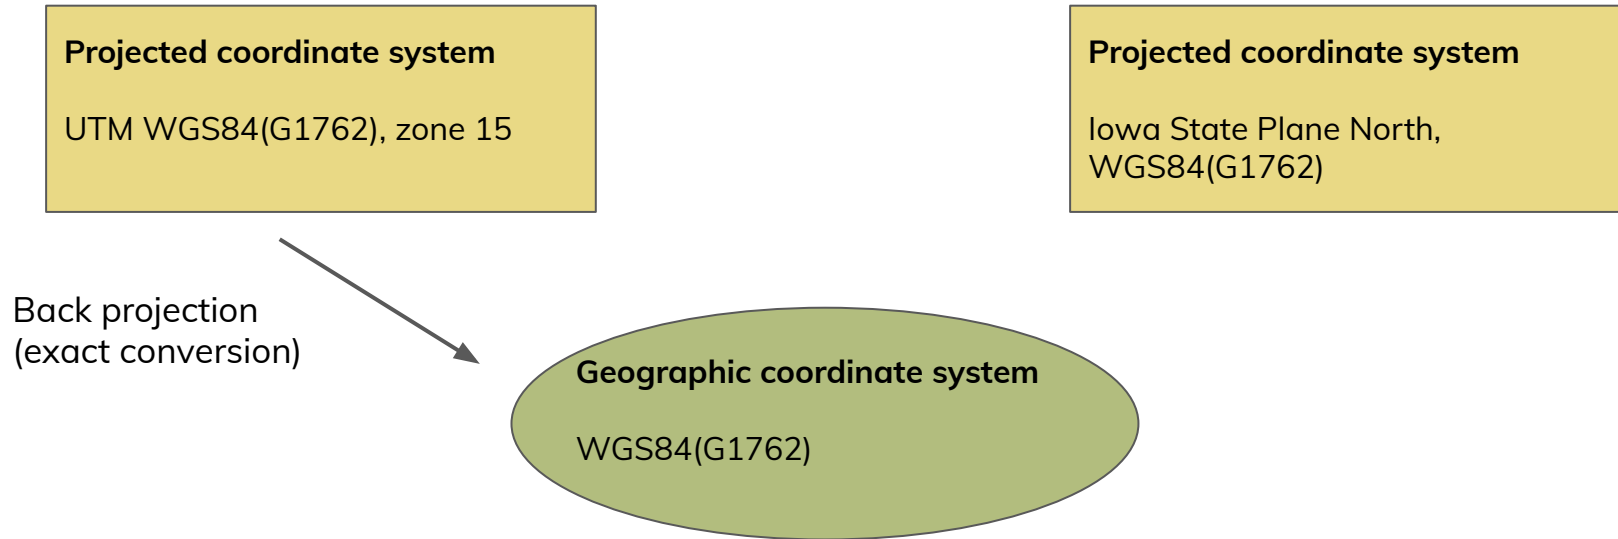 Projected coordinate system
UTM WGS84(G1762), zone 15
Projected coordinate system
Iowa State Plane North,
WGS84(G1762)
Back projection
(exact conversion)
Geographic coordinate system
WGS84(G1762)